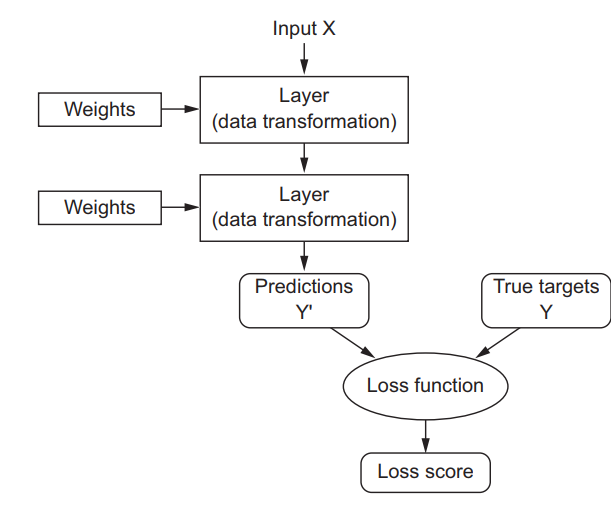 Input X
Layer
(data transformation)
Weights
Layer
(data transformation)
Weights
Predictions
Y'
True targets
Y
Loss function
Loss score